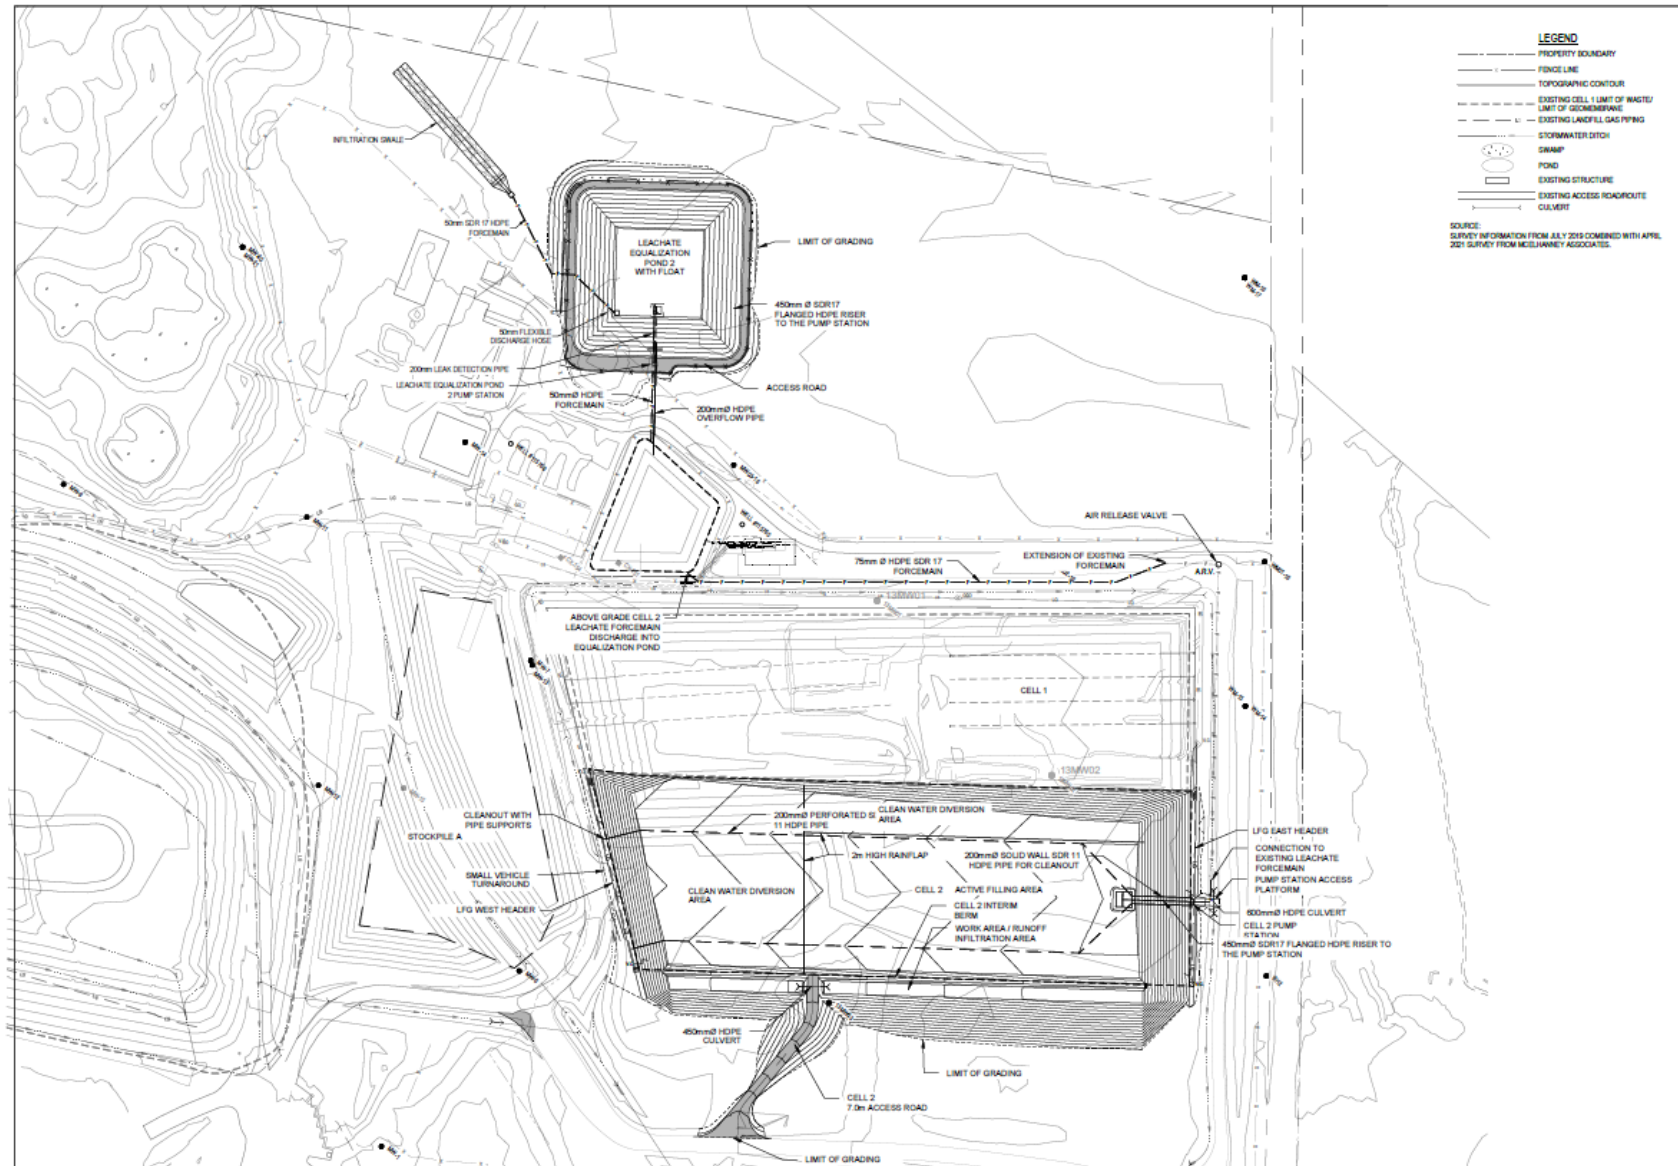 LEGEND
PROPERTY BOUNDARY
FENCE LINE
TOPOGRAPHIC CONTOUR
EXISTING CELL 1 LIMIT OF WASTE/
LIMIT OF GEOMEMBRANE
EXISTING LANDFILL GAS PIPING
STORMWATER DITCH
SWAMP
POND
EXISTING STRUCTURE
EXISTING ACCESS ROAD/ROUTE
CULVERT
SOURCE:
SURVEY INFORMATION FROM JULY 2019 COMBINED WITH APRIL
2021 SURVEY FROM MCELHANNEY ASSOCIATES.
INFILTRATION SWALE
50mm SDR 17 HDPE
FORCEMAIN
LEACHATE
EQUALIZATION
POND 2
WITH FLOAT
LIMIT OF GRADING
450mm Ø SDR17
FLANGED HDPE RISER
TO THE PUMP STATION
50mm FLEXIBLE
DISCHARGE HOSE
200mm LEAK DETECTION PIPE
LEACHATE EQUALIZATION POND
2 PUMP STATION
ACCESS ROAD
50mmØ HDPE
FORCEMAIN
200mmØ HDPE
OVERFLOW PIPE
AIR RELEASE VALVE
EXTENSION OF EXISTING
FORCEMAIN
A.R.V.
75mm Ø HDPE SDR 17
FORCEMAIN
13MW01
ABOVE GRADE CELL 2
LEACHATE FORCEMAIN
DISCHARGE INTO
EQUALIZATION POND
CELL 1
13MW02
CLEANOUT WITH
PIPE SUPPORTS
STOCKPILE A
200mmØ PERFORATED S
11 HDPE PIPE
CLEAN WATER DIVERSION
AREA
2m HIGH RAINFLAP
200mmØ SOLID WALL SDR 11
HDPE PIPE FOR CLEANOUT
LFG EAST HEADER
CONNECTION TO
EXISTING LEACHATE
FORCEMAIN
PUMP STATION ACCESS
PLATFORM
SMALL VEHICLE
TURNAROUND
CLEAN WATER DIVERSION
AREA
CELL 2
ACTIVE FILLING AREA
CELL 2 INTERIM
BERM
LFG WEST HEADER
600mmØ HDPE CULVERT
CELL 2 PUMP
STATION
WORK AREA / RUNOFF
INFILTRATION AREA
450mmØ SDR17 FLANGED HDPE RISER TO
THE PUMP STATION
450mmØ HDPE
CULVERT
LIMIT OF GRADING
CELL 2
7.0m ACCESS ROAD
LIMIT OF GRADING